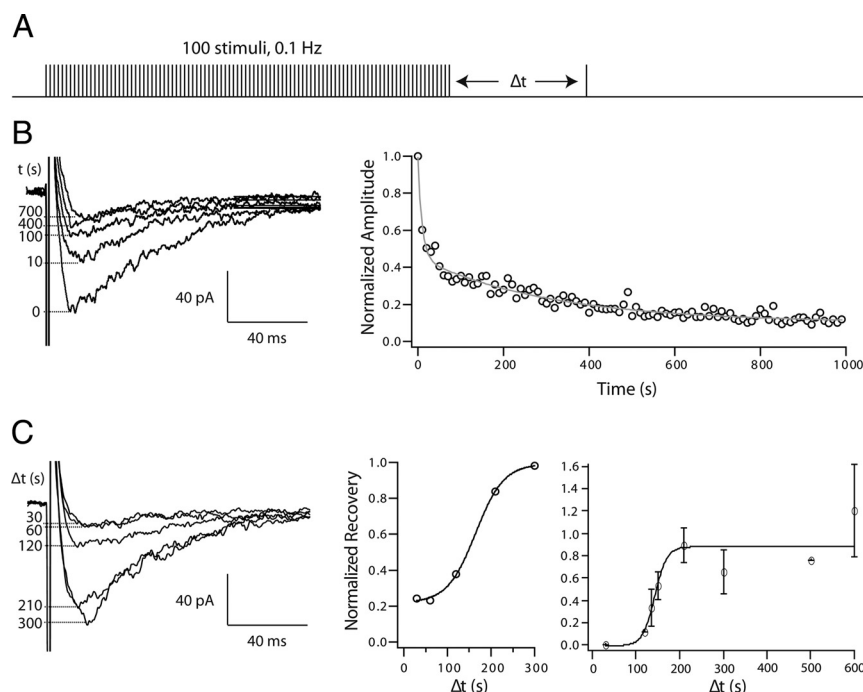 A
100 stimuli, 0.1 Hz
Δt
B
t (s)
700
400
100
10
0
40 pA
40 ms
Normalized Amplitude
1.0
0.8
0.6
0.4
0.2
0.0
0 200 400 600 800 1000
Time (s)
C
Δt (s)
30
60
120
210
300
40 pA
40 ms
Normalized Recovery
1.0
0.8
0.6
0.4
0.2
0.0
0 100 200 300
Δt (s)
1.6
1.4
1.2
1.0
0.8
0.6
0.4
0.2
0.0
0 100 200 300 400 500 600
Δt (s)